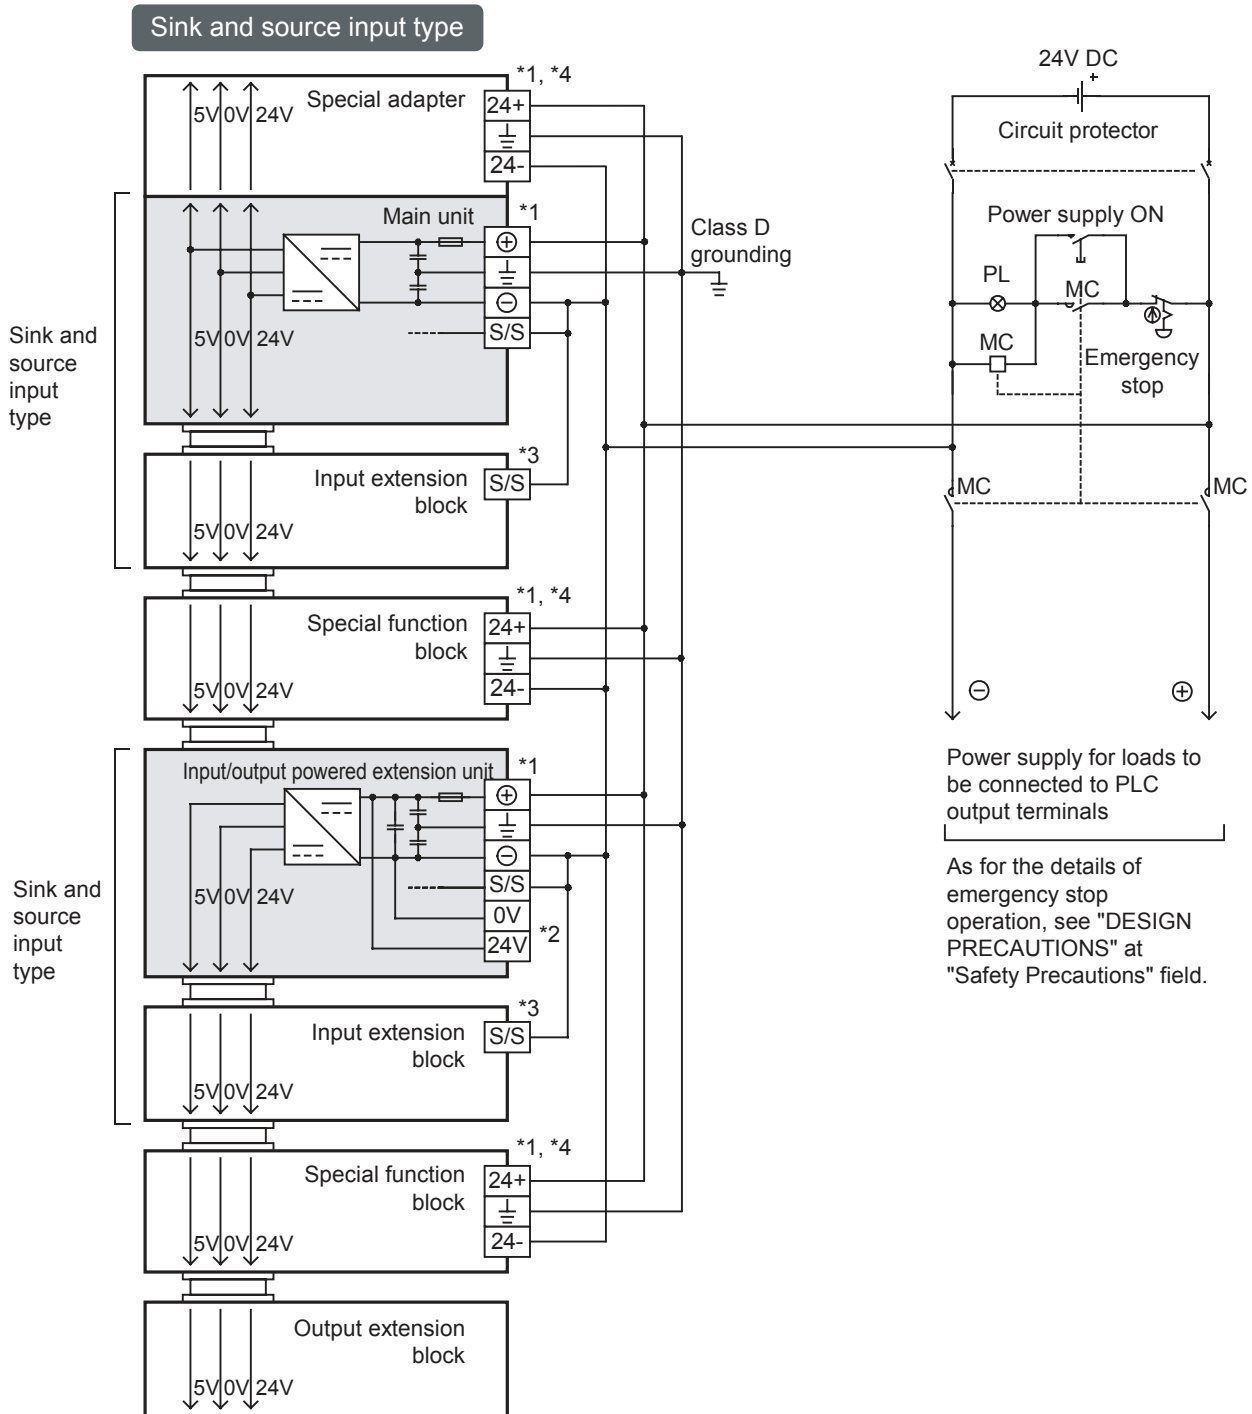 Sink and source input type
*1, *4
Special adapter
5V 0V 24V
24+
24-
Main unit
*1
S/S
5V 0V 24V
Class D
grounding
Sink and
source
input
type
*3
Input extension
block
S/S
5V 0V 24V
*1, *4
Special function
block
24+
24-
5V 0V 24V
Input/output powered extension unit
*1
S/S
0V
24V
*2
5V 0V 24V
Sink and
source
input
type
*3
Input extension
block
S/S
5V 0V 24V
*1, *4
Special function
block
24+
24-
5V 0V 24V
Output extension
block
5V 0V 24V
24V DC
+
Circuit protector
Power supply ON
PL
MC
MC
Emergency
stop
MC
MC
Power supply for loads to
be connected to PLC
output terminals
As for the details of
emergency stop
operation, see "DESIGN
PRECAUTIONS" at
"Safety Precautions" field.